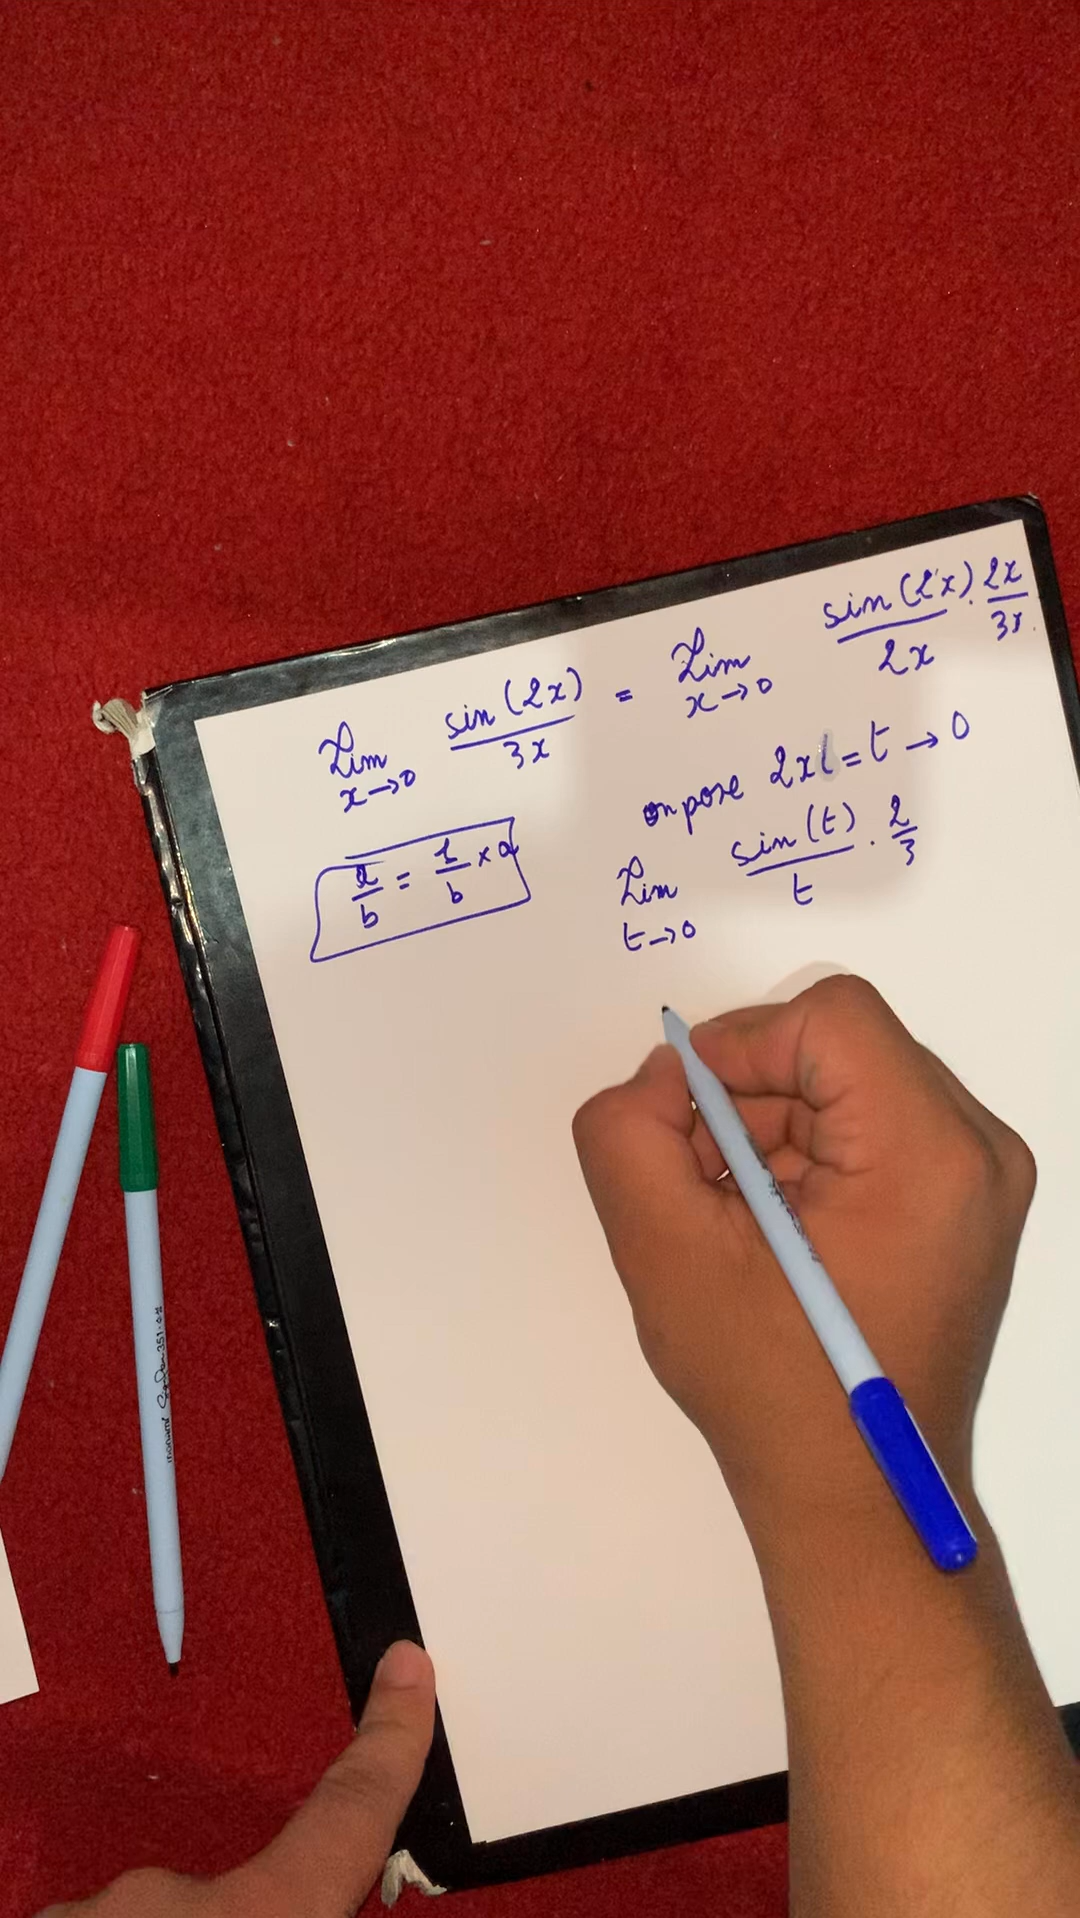 Lim x→0 sin(2x)/3x = Lim x→0 sin(2x)/2x . 2x/3x
on pose 2x = t → 0
a/b = 1/b × a
Lim t→0 sin(t)/t . 2/3